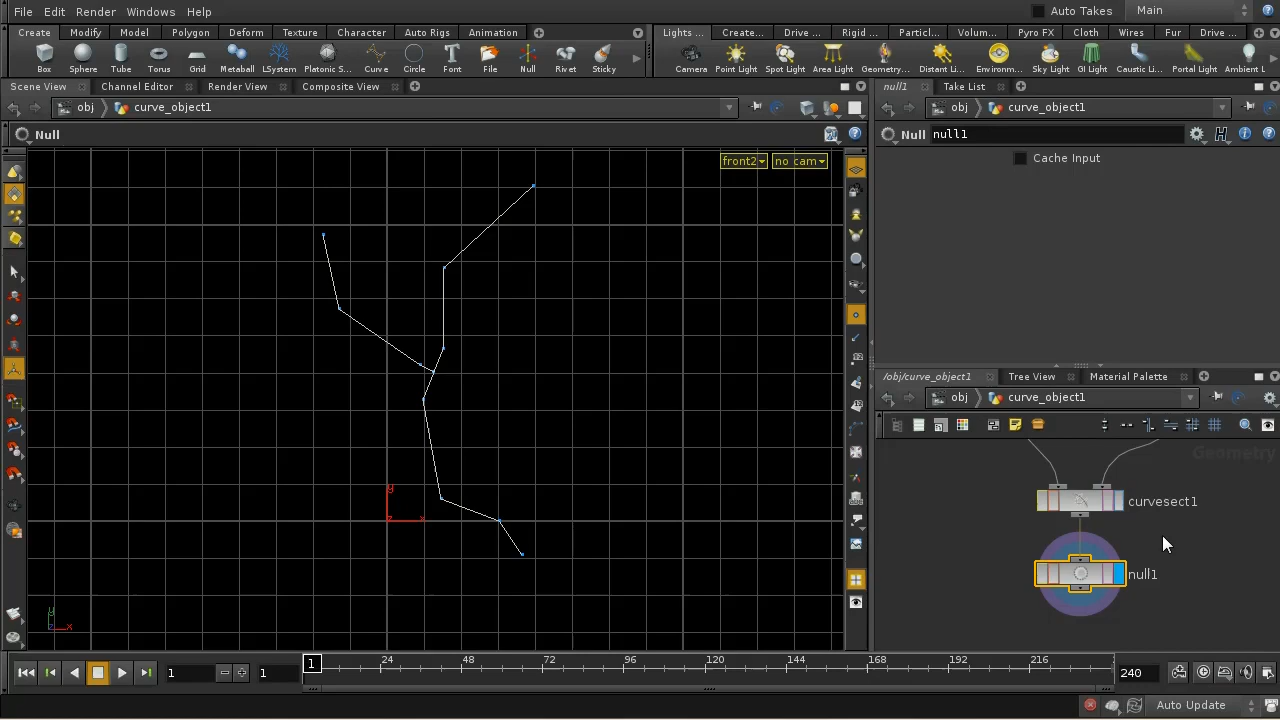 File Edit Render Windows Help Auto Takes Main
Create Modify Model Polygon Deform Texture Character Auto Rigs Animation Lights ... Create... Drive ... Rigid ... Particl... Volum... Pyro FX Cloth Wires Fur Drive ...
Box Sphere Tube Torus Grid Metaball LSystem Platonic S... Curve Circle Font File Null Rivet Sticky Camera Point Light Spot Light Area Light Geometry... Distant Li... Environm... Sky Light GI Light Caustic Li... Portal Light Ambient L
Scene View Channel Editor Render View Composite View null1 Take List
obj curve_object1 obj curve_object1
Null Null null1
front2 no cam Cache Input
/obj/curve_object1 Tree View Material Palette
obj curve_object1
Geometry
curvesect1
null1
y
z x
y
z x
1 1 1 24 48 72 96 120 144 168 192 216 240
Auto Update